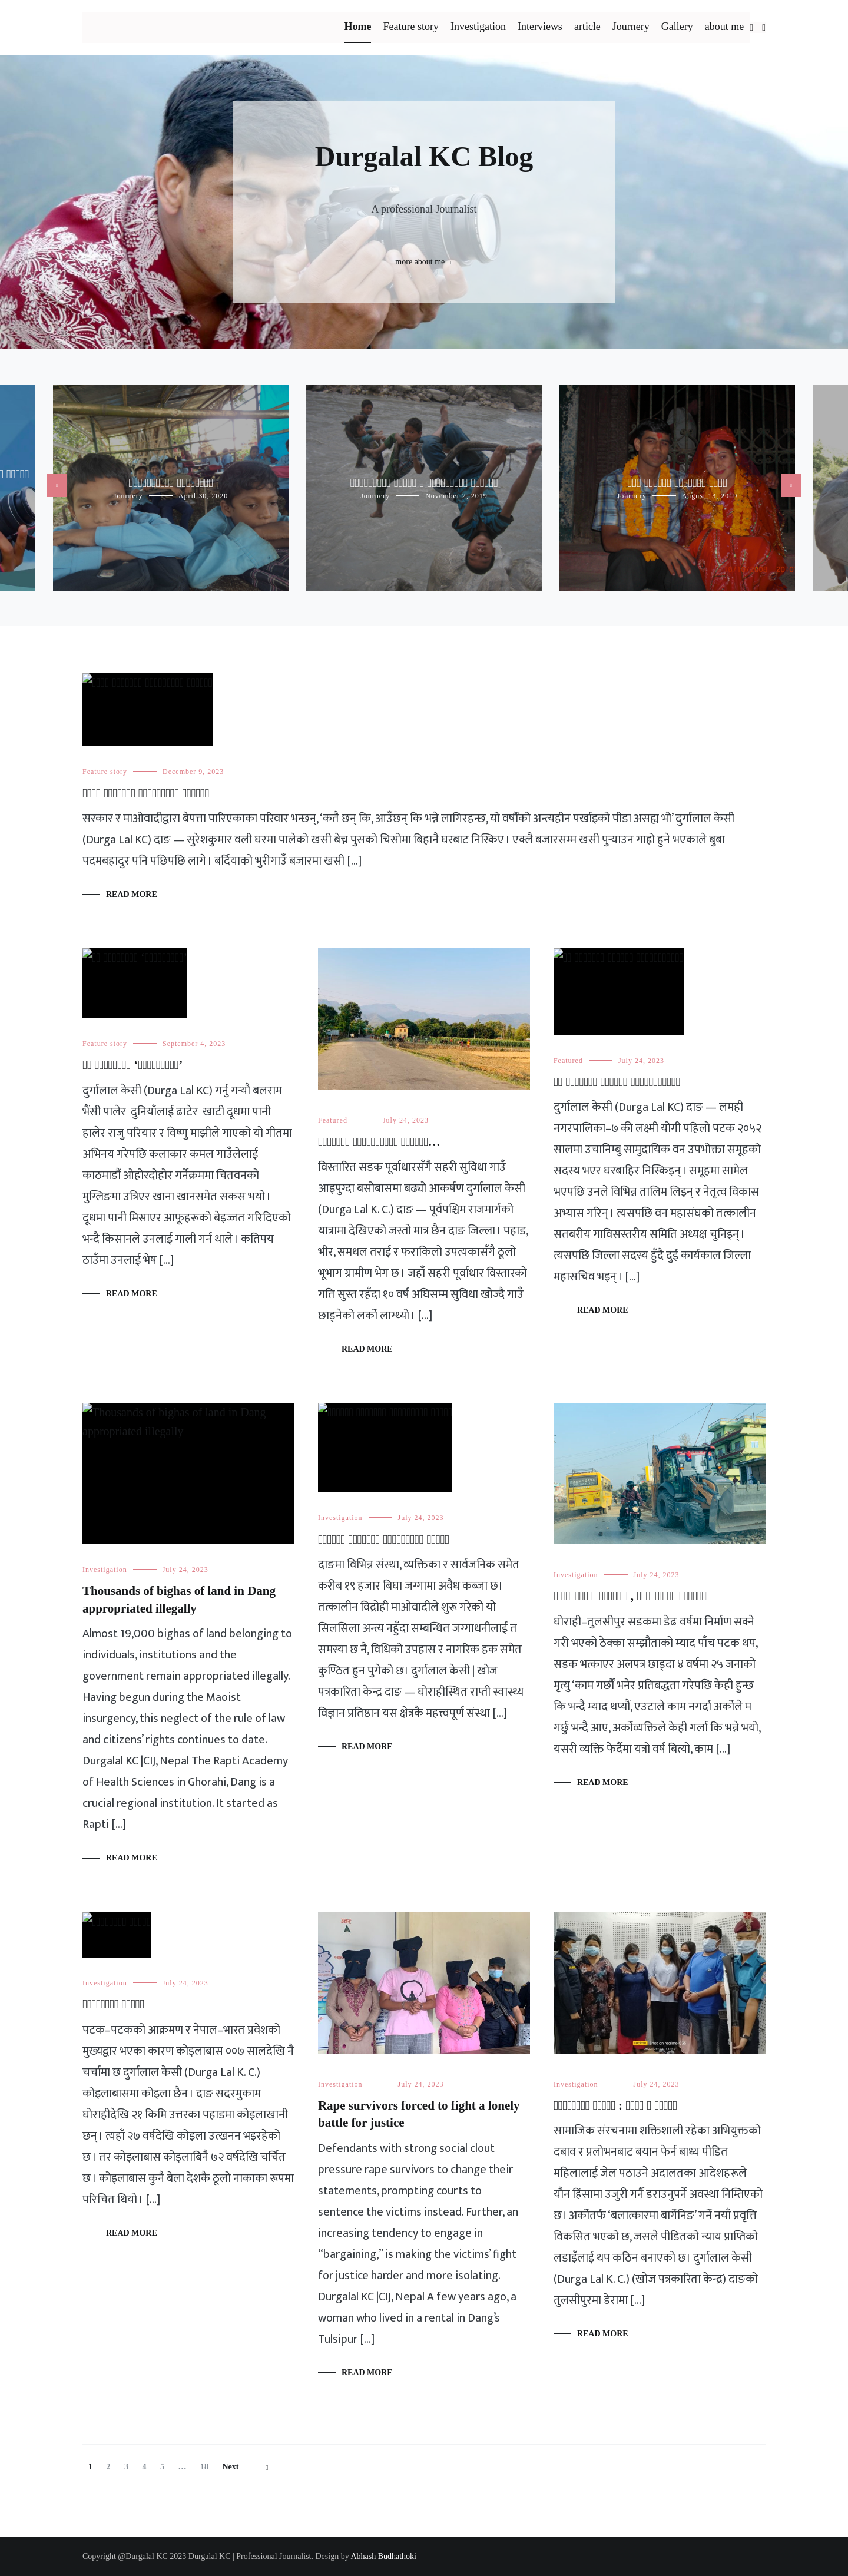 Home Feature story Investigation Interviews article Journery Gallery about me
Durgalal KC Blog
A professional Journalist
more about me
Journery April 30, 2020
Journery November 2, 2019
Journery August 13, 2019
Feature story December 9, 2023
सरकार र माओवादीद्वारा बेपत्ता पारिएकाका परिवार भन्छन्, ‘कतै छन् कि, आउँछन् कि भन्ने लागिरहन्छ, यो वर्षौंको अन्त्यहीन पर्खाइको पीडा असह्य भो’ दुर्गालाल केसी
(Durga Lal KC) दाङ — सुरेशकुमार वली घरमा पालेको खसी बेच्न पुसको चिसोमा बिहानै घरबाट निस्किए । एक्लै बजारसम्म खसी पुर्‍याउन गाह्रो हुने भएकाले बुबा
पदमबहादुर पनि पछिपछि लागे । बर्दियाको भुरीगाउँ बजारमा खसी [...]
READ MORE
Feature story September 4, 2023
दुर्गालाल केसी (Durga Lal KC) गर्नु गर्‍यौ बलराम
भैंसी पालेर दुनियाँलाई ढाटेर खाटी दूधमा पानी
हालेर राजु परियार र विष्णु माझीले गाएको यो गीतमा
अभिनय गरेपछि कलाकार कमल गाउँलेलाई
काठमाडौं ओहोरदोहोर गर्नेक्रममा चितवनको
मुग्लिङमा उत्रिएर खाना खानसमेत सकस भयो ।
दूधमा पानी मिसाएर आफूहरूको बेइज्जत गरिदिएको
भन्दै किसानले उनलाई गाली गर्न थाले । कतिपय
ठाउँमा उनलाई भेष [...]
READ MORE
Featured July 24, 2023
विस्तारित सडक पूर्वाधारसँगै सहरी सुविधा गाउँ
आइपुग्दा बसोबासमा बढ्यो आकर्षण दुर्गालाल केसी
(Durga Lal K. C.) दाङ — पूर्वपश्चिम राजमार्गको
यात्रामा देखिएको जस्तो मात्र छैन दाङ जिल्ला । पहाड,
भीर, समथल तराई र फराकिलो उपत्यकासँगै ठूलो
भूभाग ग्रामीण भेग छ । जहाँ सहरी पूर्वाधार विस्तारको
गति सुस्त रहँदा १० वर्ष अघिसम्म सुविधा खोज्दै गाउँ
छाड्नेको लर्को लाग्थ्यो । [...]
READ MORE
Featured July 24, 2023
दुर्गालाल केसी (Durga Lal KC) दाङ — लमही
नगरपालिका–७ की लक्ष्मी योगी पहिलो पटक २०५२
सालमा उचानिम्बु सामुदायिक वन उपभोक्ता समूहको
सदस्य भएर घरबाहिर निस्किइन् । समूहमा सामेल
भएपछि उनले विभिन्न तालिम लिइन् र नेतृत्व विकास
अभ्यास गरिन् । त्यसपछि वन महासंघको तत्कालीन
सतबरीय गाविसस्तरीय समिति अध्यक्ष चुनिइन् ।
त्यसपछि जिल्ला सदस्य हुँदै दुई कार्यकाल जिल्ला
महासचिव भइन् । [...]
READ MORE
Thousands of bighas of land in Dang
appropriated illegally
Investigation July 24, 2023
Thousands of bighas of land in Dang
appropriated illegally
Almost 19,000 bighas of land belonging to
individuals, institutions and the
government remain appropriated illegally.
Having begun during the Maoist
insurgency, this neglect of the rule of law
and citizens’ rights continues to date.
Durgalal KC |CIJ, Nepal The Rapti Academy
of Health Sciences in Ghorahi, Dang is a
crucial regional institution. It started as
Rapti [...]
READ MORE
Investigation July 24, 2023
दाङमा विभिन्न संस्था, व्यक्तिका र सार्वजनिक समेत
करीब १९ हजार बिघा जग्गामा अवैध कब्जा छ।
तत्कालीन विद्रोही माओवादीले शुरू गरेको यो
सिलसिला अन्य नहुँदा सम्बन्धित जग्गाधनीलाई त
समस्या छ नै, विधिको उपहास र नागरिक हक समेत
कुण्ठित हुन पुगेको छ। दुर्गालाल केसी | खोज
पत्रकारिता केन्द्र दाङ — घोराहीस्थित राप्ती स्वास्थ्य
विज्ञान प्रतिष्ठान यस क्षेत्रकै महत्त्वपूर्ण संस्था [...]
READ MORE
Investigation July 24, 2023
घोराही–तुलसीपुर सडकमा डेढ वर्षमा निर्माण सक्ने
गरी भएको ठेक्का सम्झौताको म्याद पाँच पटक थप,
सडक भत्काएर अलपत्र छाड्दा ४ वर्षमा २५ जनाको
मृत्यु ‘काम गर्छौं भनेर प्रतिबद्धता गरेपछि केही हुन्छ
कि भन्दै म्याद थप्यौं, एउटाले काम नगर्दा अर्कोले म
गर्छु भन्दै आए, अर्कोव्यक्तिले केही गर्ला कि भन्ने भयो,
यसरी व्यक्ति फेर्दैमा यत्रो वर्ष बित्यो, काम [...]
READ MORE
Investigation July 24, 2023
पटक–पटकको आक्रमण र नेपाल–भारत प्रवेशको
मुख्यद्वार भएका कारण कोइलाबास ००७ सालदेखि नै
चर्चामा छ दुर्गालाल केसी (Durga Lal K. C.)
कोइलाबासमा कोइला छैन । दाङ सदरमुकाम
घोराहीदेखि २१ किमि उत्तरका पहाडमा कोइलाखानी
छन् । त्यहाँ २७ वर्षदेखि कोइला उत्खनन भइरहेको
छ । तर कोइलाबास कोइलाबिनै ७२ वर्षदेखि चर्चित
छ । कोइलाबास कुनै बेला देशकै ठूलो नाकाका रूपमा
परिचित थियो । [...]
READ MORE
Investigation July 24, 2023
Rape survivors forced to fight a lonely
battle for justice
Defendants with strong social clout
pressure rape survivors to change their
statements, prompting courts to
sentence the victims instead. Further, an
increasing tendency to engage in
“bargaining,” is making the victims’ fight
for justice harder and more isolating.
Durgalal KC |CIJ, Nepal A few years ago, a
woman who lived in a rental in Dang’s
Tulsipur [...]
READ MORE
Investigation July 24, 2023
सामाजिक संरचनामा शक्तिशाली रहेका अभियुक्तको
दबाव र प्रलोभनबाट बयान फेर्न बाध्य पीडित
महिलालाई जेल पठाउने अदालतका आदेशहरूले
यौन हिंसामा उजुरी गर्नै डराउनुपर्ने अवस्था निम्तिएको
छ। अर्कोतर्फ ‘बलात्कारमा बार्गेनिङ’ गर्ने नयाँ प्रवृत्ति
विकसित भएको छ, जसले पीडितको न्याय प्राप्तिको
लडाइँलाई थप कठिन बनाएको छ। दुर्गालाल केसी
(Durga Lal K. C.) (खोज पत्रकारिता केन्द्र) दाङको
तुलसीपुरमा डेरामा [...]
READ MORE
1 2 3 4 5 … 18 Next
Copyright @Durgalal KC 2023 Durgalal KC | Professional Journalist. Design by Abhash Budhathoki